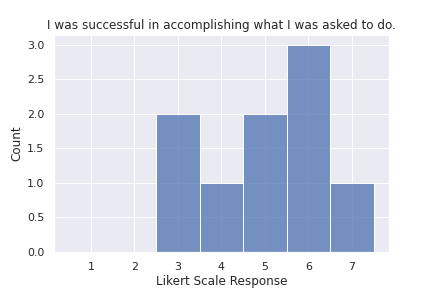 I was successful in accomplishing what I was asked to do.
3.0
2.5
2.0
1.5
1.0
0.5
0.0
Count
1 2 3 4 5 6 7
Likert Scale Response